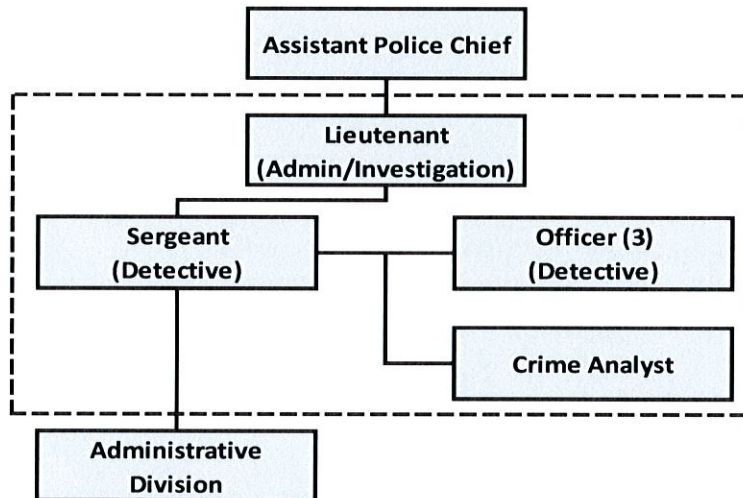 Assistant Police Chief
Lieutenant
(Admin/Investigation)
Sergeant
(Detective)
Officer (3)
(Detective)
Crime Analyst
Administrative
Division